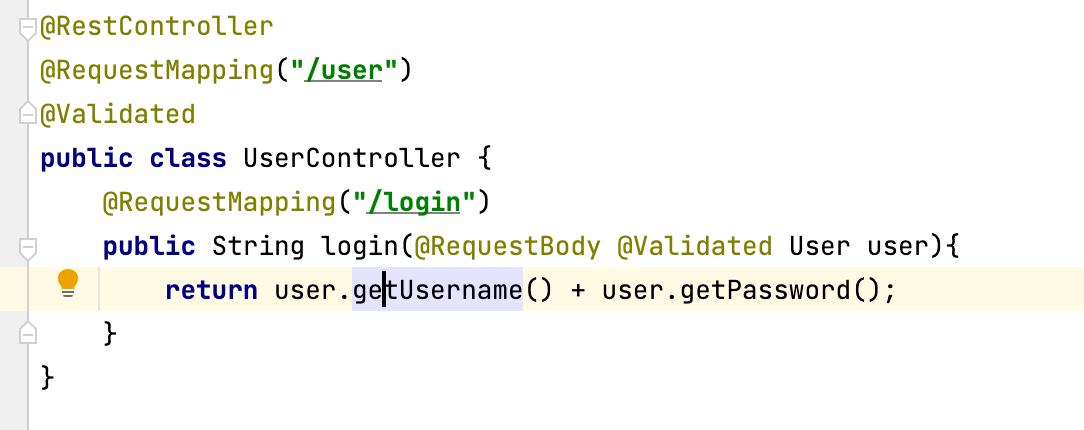 @RestController
@RequestMapping("/user")
@Validated
public class UserController {
    @RequestMapping("/login")
    public String login(@RequestBody @Validated User user){
        return user.getUsername() + user.getPassword();
    }
}